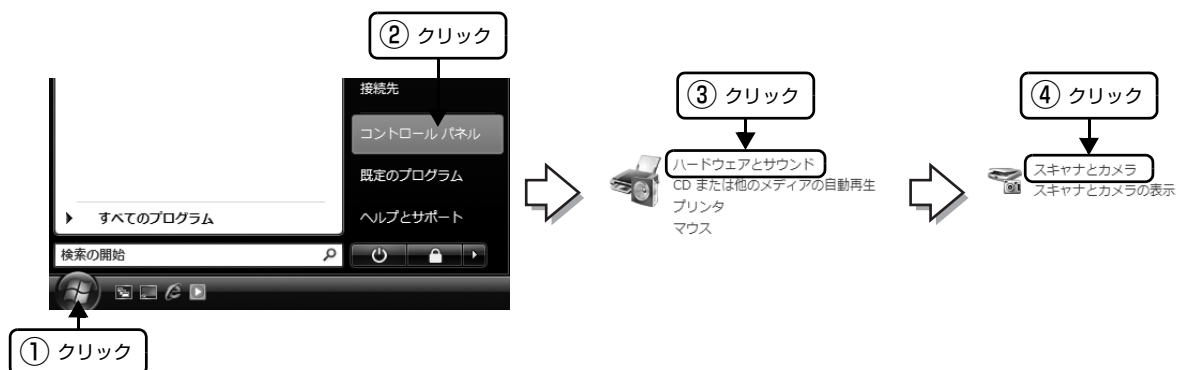 ② クリック
接続先
コントロール パネル
既定のプログラム
ヘルプとサポート
すべてのプログラム
検索の開始
① クリック
③ クリック
ハードウェアとサウンド
CD または他のメディアの自動再生
プリンタ
マウス
④ クリック
スキャナとカメラ
スキャナとカメラの表示